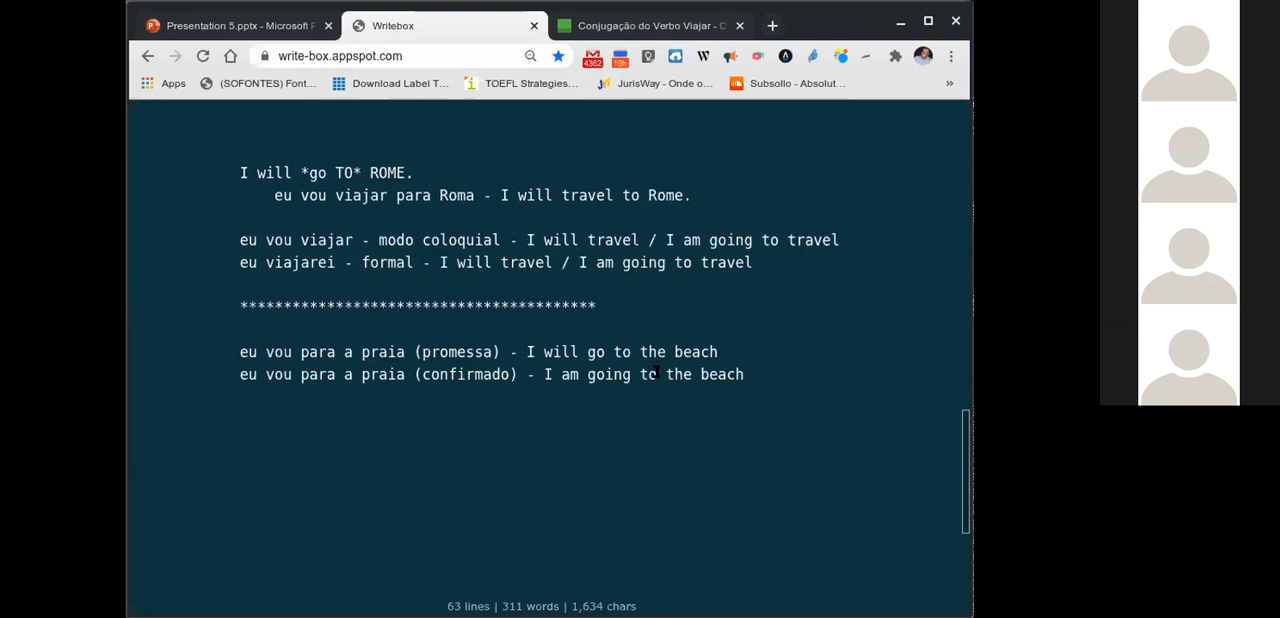 Presentation 5.pptx - Microsoft P
Writebox
Conjugação do Verbo Viajar - C
write-box.appspot.com
4362
10h
W
Apps
(SOFONTES) Font...
Download Label T...
TOEFL Strategies...
JurisWay - Onde o...
Subsollo - Absolut...
»
I will *go TO* ROME.
eu vou viajar para Roma - I will travel to Rome.
eu vou viajar - modo coloquial - I will travel / I am going to travel
eu viajarei - formal - I will travel / I am going to travel
*****************************************
eu vou para a praia (promessa) - I will go to the beach
eu vou para a praia (confirmado) - I am going to the beach
63 lines | 311 words | 1,634 chars